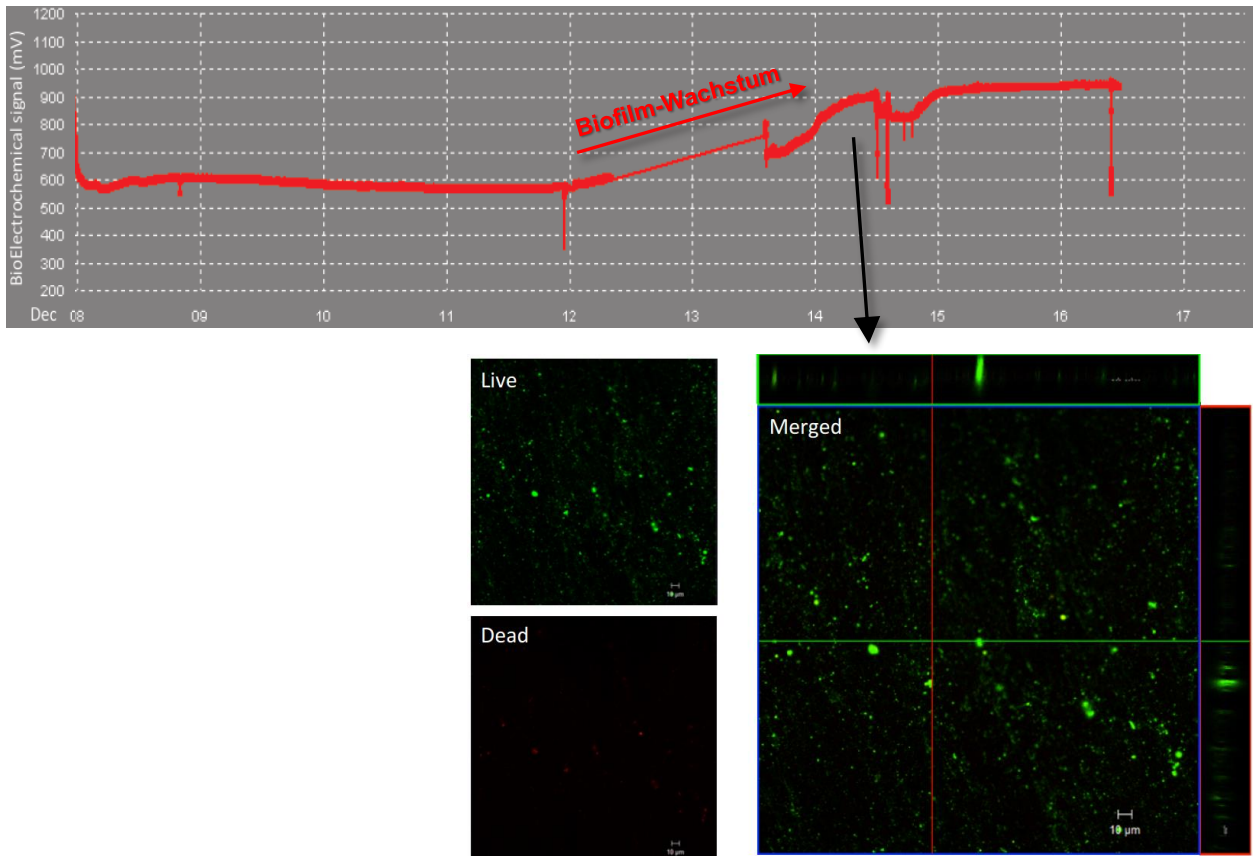 BioElectrochemical signal (mV)
1200
1100
1000
900
800
700
600
500
400
300
200
Biofilm-Wachstum
Dec 08 09 10 11 12 13 14 15 16 17
Live
10 µm
Dead
10 µm
Merged
10 µm